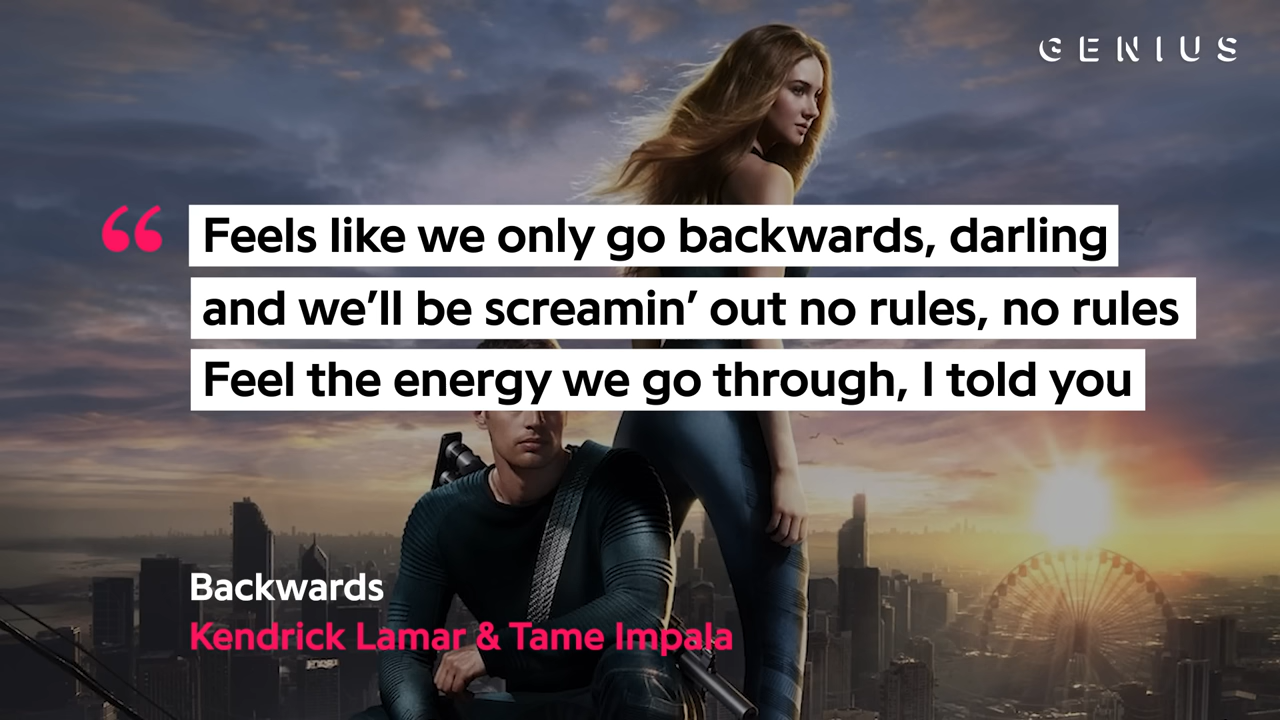 GENIUS
“
Feels like we only go backwards, darling
and we’ll be screamin’ out no rules, no rules
Feel the energy we go through, I told you
Backwards
Kendrick Lamar & Tame Impala